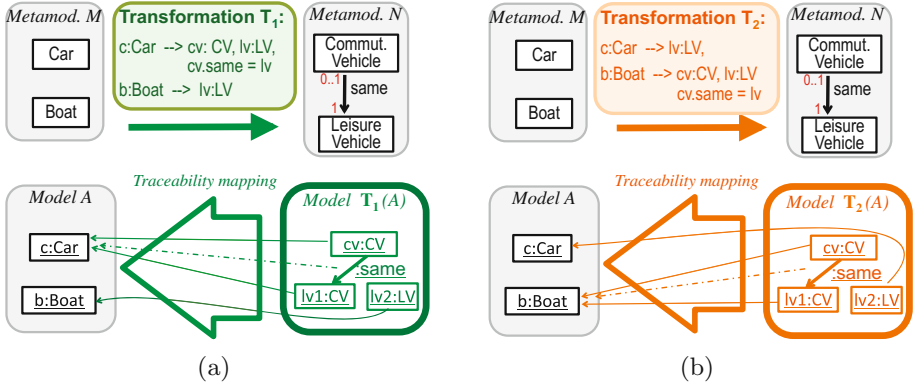 Metamod. M
Car
Boat
Transformation T1:
c:Car --> cv: CV, lv:LV,
cv.same = lv
b:Boat --> lv:LV
Metamod. N
Commut.
Vehicle
0..1
same
1
Leisure
Vehicle
Model A
c:Car
b:Boat
Traceability mapping
Model T1(A)
cv:CV
:same
lv1:CV
lv2:LV
(a)
Metamod. M
Car
Boat
Transformation T2:
c:Car --> lv:LV,
b:Boat --> cv:CV, lv:LV
cv.same = lv
Metamod. N
Commut.
Vehicle
0..1
same
1
Leisure
Vehicle
Model A
c:Car
b:Boat
Traceability mapping
Model T2(A)
cv:CV
:same
lv1:CV
lv2:LV
(b)